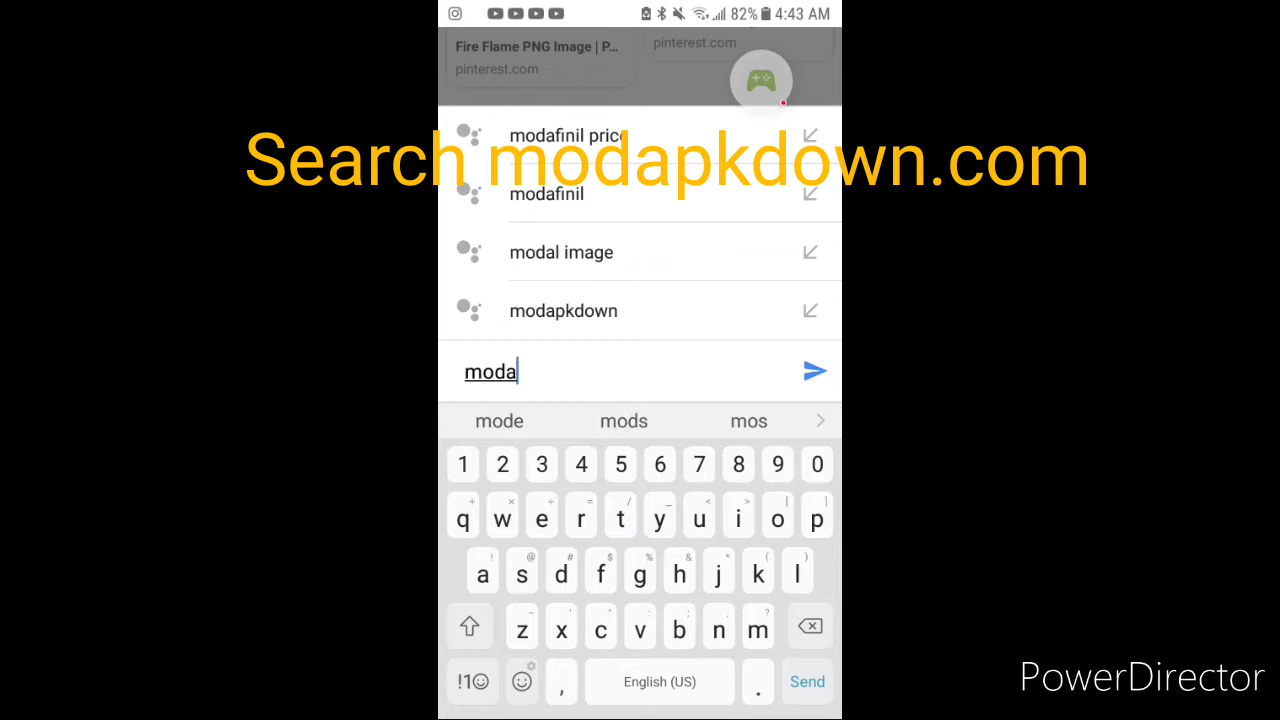 82% 4:43 AM
Fire Flame PNG Image | P...
pinterest.com
pinterest.com
Search modapkdown.com
modafinil price
modafinil
modal image
modapkdown
moda
mode mods mos
1 2 3 4 5 6 7 8 9 0
+ × ÷ = / _ < > [ ]
q w e r t y u i o p
! @ # $ % & * ( )
a s d f g h j k l
- ' " : ; , ?
z x c v b n m
!1☺ , English (US) . Send
PowerDirector